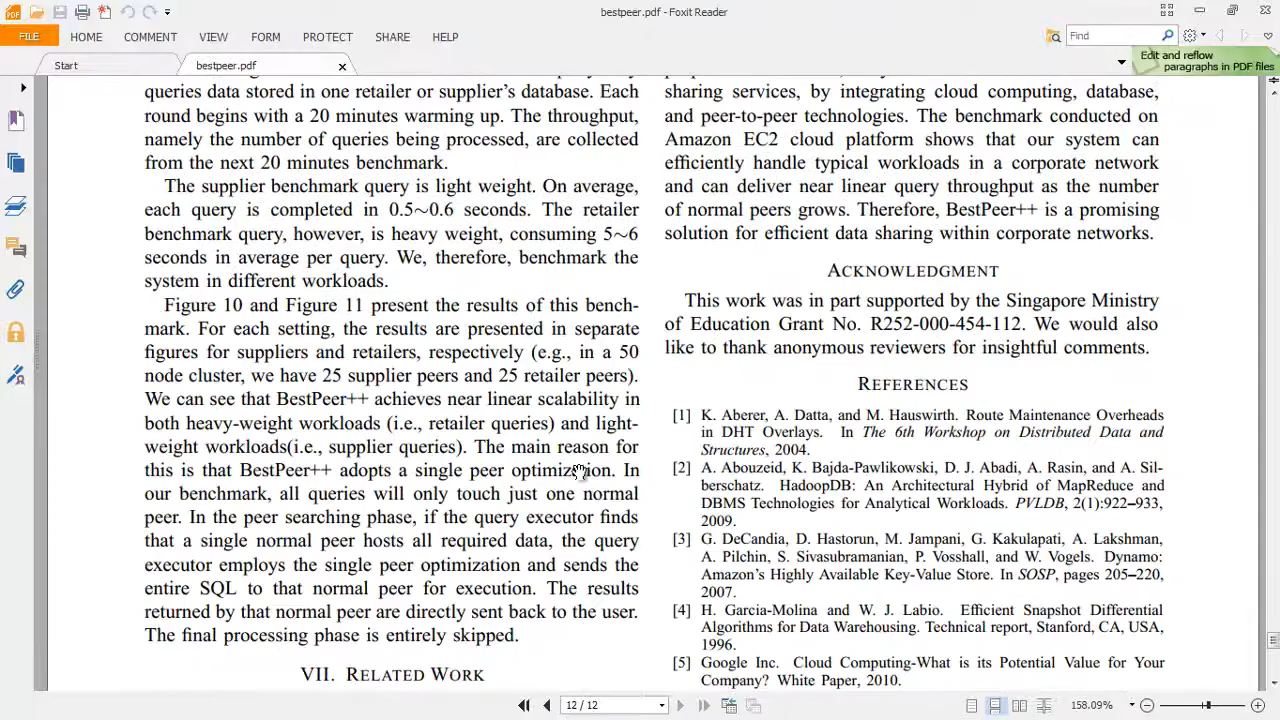 bestpeer.pdf - Foxit Reader
FILE HOME COMMENT VIEW FORM PROTECT SHARE HELP
Find
Start bestpeer.pdf
Edit and reflow
paragraphs in PDF files
queries data stored in one retailer or supplier's database. Each
round begins with a 20 minutes warming up. The throughput,
namely the number of queries being processed, are collected
from the next 20 minutes benchmark.
The supplier benchmark query is light weight. On average,
each query is completed in 0.5∼0.6 seconds. The retailer
benchmark query, however, is heavy weight, consuming 5∼6
seconds in average per query. We, therefore, benchmark the
system in different workloads.
Figure 10 and Figure 11 present the results of this bench-
mark. For each setting, the results are presented in separate
figures for suppliers and retailers, respectively (e.g., in a 50
node cluster, we have 25 supplier peers and 25 retailer peers).
We can see that BestPeer++ achieves near linear scalability in
both heavy-weight workloads (i.e., retailer queries) and light-
weight workloads(i.e., supplier queries). The main reason for
this is that BestPeer++ adopts a single peer optimization. In
our benchmark, all queries will only touch just one normal
peer. In the peer searching phase, if the query executor finds
that a single normal peer hosts all required data, the query
executor employs the single peer optimization and sends the
entire SQL to that normal peer for execution. The results
returned by that normal peer are directly sent back to the user.
The final processing phase is entirely skipped.
VII. RELATED WORK
sharing services, by integrating cloud computing, database,
and peer-to-peer technologies. The benchmark conducted on
Amazon EC2 cloud platform shows that our system can
efficiently handle typical workloads in a corporate network
and can deliver near linear query throughput as the number
of normal peers grows. Therefore, BestPeer++ is a promising
solution for efficient data sharing within corporate networks.
ACKNOWLEDGMENT
This work was in part supported by the Singapore Ministry
of Education Grant No. R252-000-454-112. We would also
like to thank anonymous reviewers for insightful comments.
REFERENCES
[1] K. Aberer, A. Datta, and M. Hauswirth. Route Maintenance Overheads
in DHT Overlays. In The 6th Workshop on Distributed Data and
Structures, 2004.
[2] A. Abouzeid, K. Bajda-Pawlikowski, D. J. Abadi, A. Rasin, and A. Sil-
berschatz. HadoopDB: An Architectural Hybrid of MapReduce and
DBMS Technologies for Analytical Workloads. PVLDB, 2(1):922–933,
2009.
[3] G. DeCandia, D. Hastorun, M. Jampani, G. Kakulapati, A. Lakshman,
A. Pilchin, S. Sivasubramanian, P. Vosshall, and W. Vogels. Dynamo:
Amazon's Highly Available Key-Value Store. In SOSP, pages 205–220,
2007.
[4] H. Garcia-Molina and W. J. Labio. Efficient Snapshot Differential
Algorithms for Data Warehousing. Technical report, Stanford, CA, USA,
1996.
[5] Google Inc. Cloud Computing-What is its Potential Value for Your
Company? White Paper, 2010.
12 / 12
158.09%